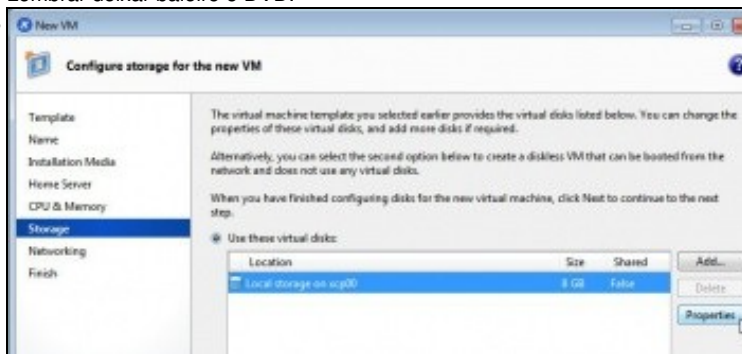 New VM
Configure storage for the new VM
Template
Name
Installation Media
Home Server
CPU & Memory
Storage
Networking
Finish
The virtual machine template you selected earlier provides the virtual disks listed below. You can change the
properties of these virtual disks, and add more disks if required.
Alternatively, you can select the second option below to create a diskless VM that can be booted from the
network and does not use any virtual disks.
When you have finished configuring disks for the new virtual machine, click Next to continue to the next
step.
Use these virtual disks:
Location Size Shared
Local storage on xcp00 8 GB False
Add...
Delete
Properties